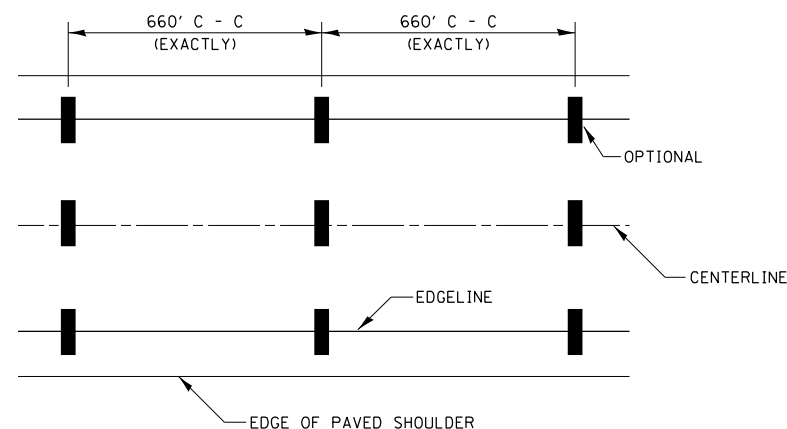 660' C - C
(EXACTLY)
660' C - C
(EXACTLY)
OPTIONAL
CENTERLINE
EDGELINE
EDGE OF PAVED SHOULDER